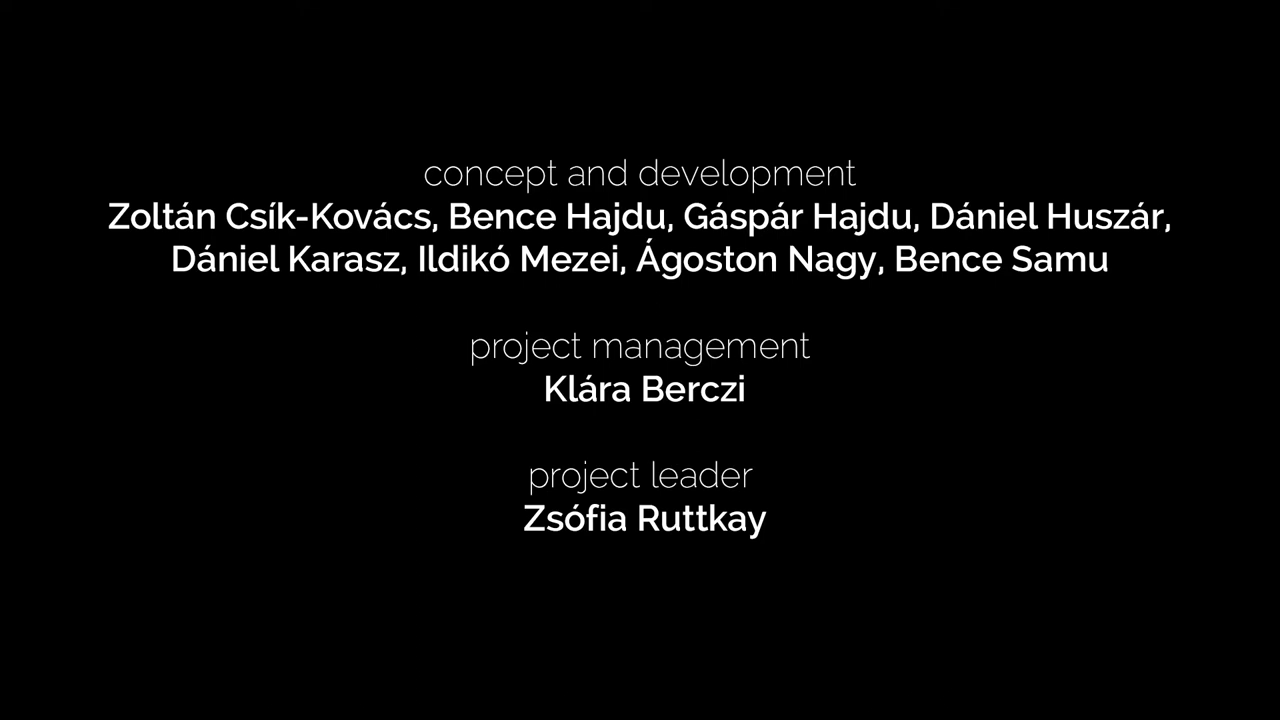 concept and development
Zoltán Csík-Kovács, Bence Hajdu, Gáspár Hajdu, Dániel Huszár,
Dániel Karasz, Ildikó Mezei, Ágoston Nagy, Bence Samu
project management
Klára Berczi
project leader
Zsófia Ruttkay